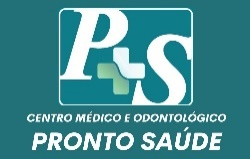 P+S
CENTRO MÉDICO E ODONTOLÓGICO
PRONTO SAÚDE